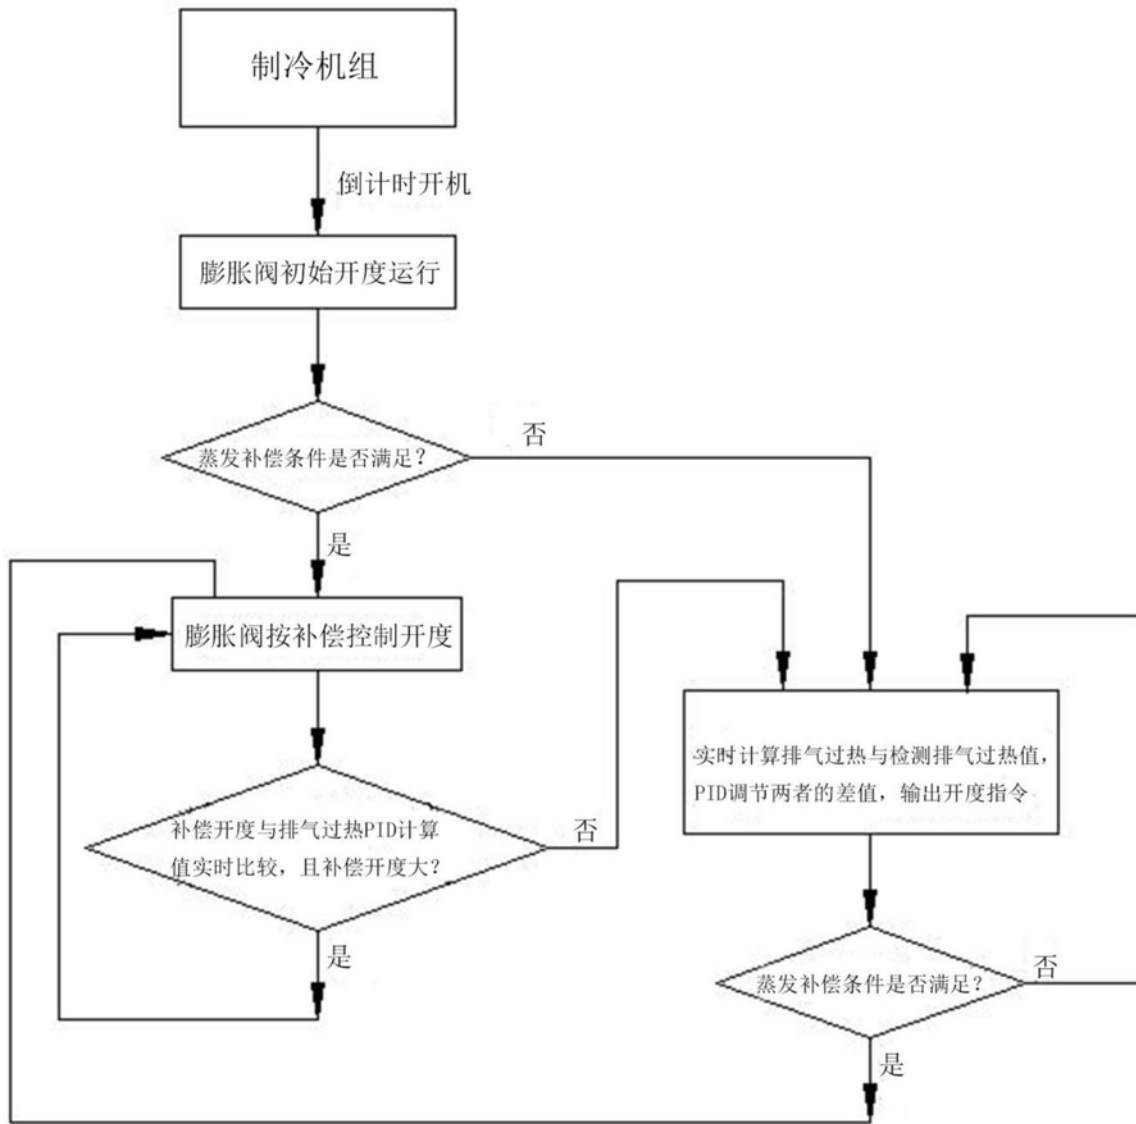 制冷机组
倒计时开机
膨胀阀初始开度运行
蒸发补偿条件是否满足？
否
是
膨胀阀按补偿控制开度
实时计算排气过热与检测排气过热值，
PID调节两者的差值，输出开度指令
补偿开度与排气过热PID计算
值实时比较，且补偿开度大？
否
是
蒸发补偿条件是否满足？
否
是